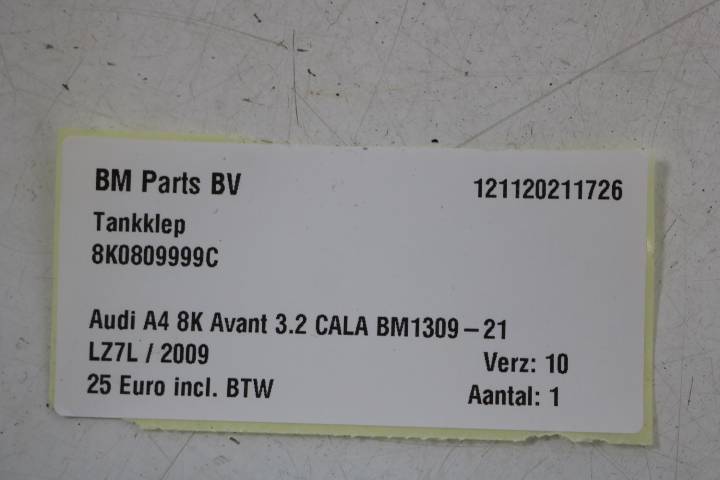 BM Parts BV 121120211726
Tankklep
8K0809999C
Audi A4 8K Avant 3.2 CALA BM1309-21
LZ7L / 2009 Verz: 10
25 Euro incl. BTW Aantal: 1